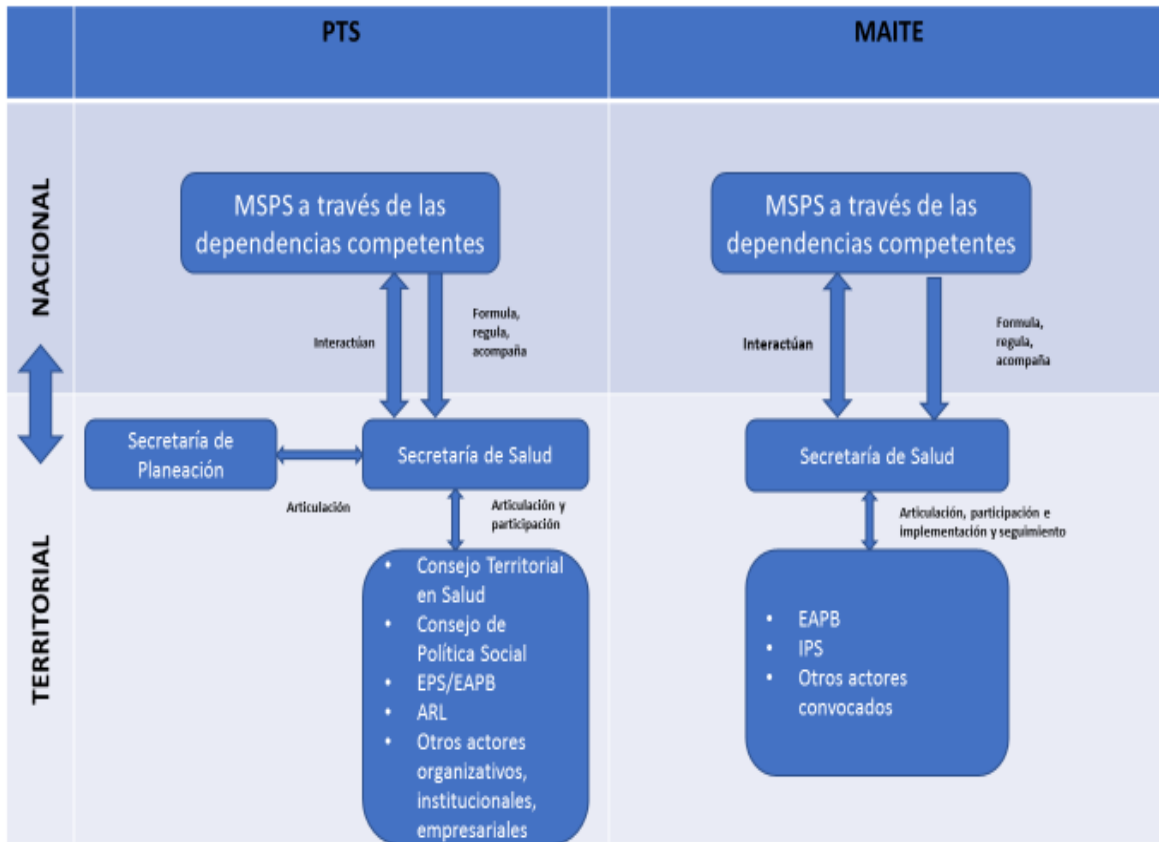 PTS
MAITE
NACIONAL
MSPS a través de las
dependencias competentes
MSPS a través de las
dependencias competentes
Interactúan
Formula,
regula,
acompaña
Interactúan
Formula,
regula,
acompaña
TERRITORIAL
Secretaría de
Planeación
Secretaría de Salud
Secretaría de Salud
Articulación
Articulación y
participación
Articulación, participación e
implementación y seguimiento
• Consejo Territorial
en Salud
• Consejo de
Política Social
• EPS/EAPB
• ARL
• Otros actores
organizativos,
institucionales,
empresariales
• EAPB
• IPS
• Otros actores
convocados